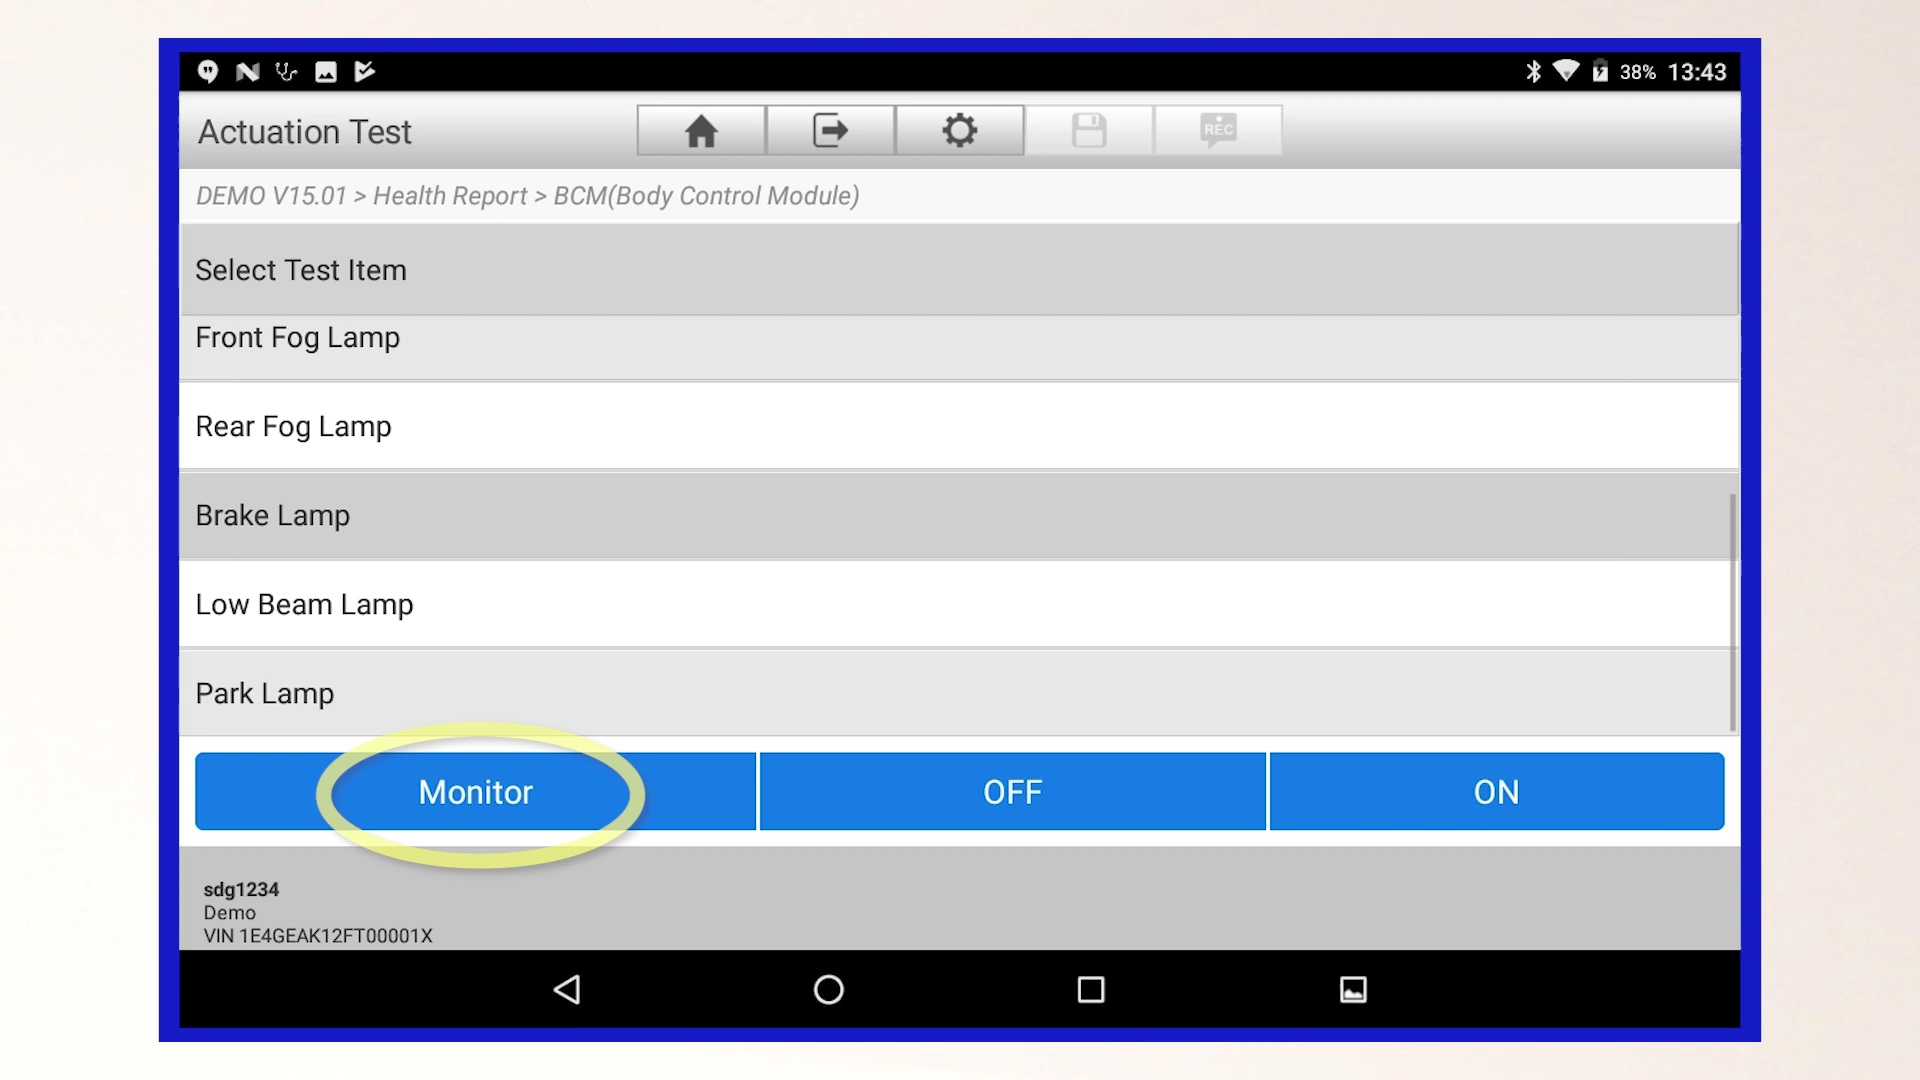 38% 13:43
Actuation Test
REC
DEMO V15.01 > Health Report > BCM(Body Control Module)
Select Test Item
Front Fog Lamp
Rear Fog Lamp
Brake Lamp
Low Beam Lamp
Park Lamp
Monitor OFF ON
sdg1234
Demo
VIN 1E4GEAK12FT00001X